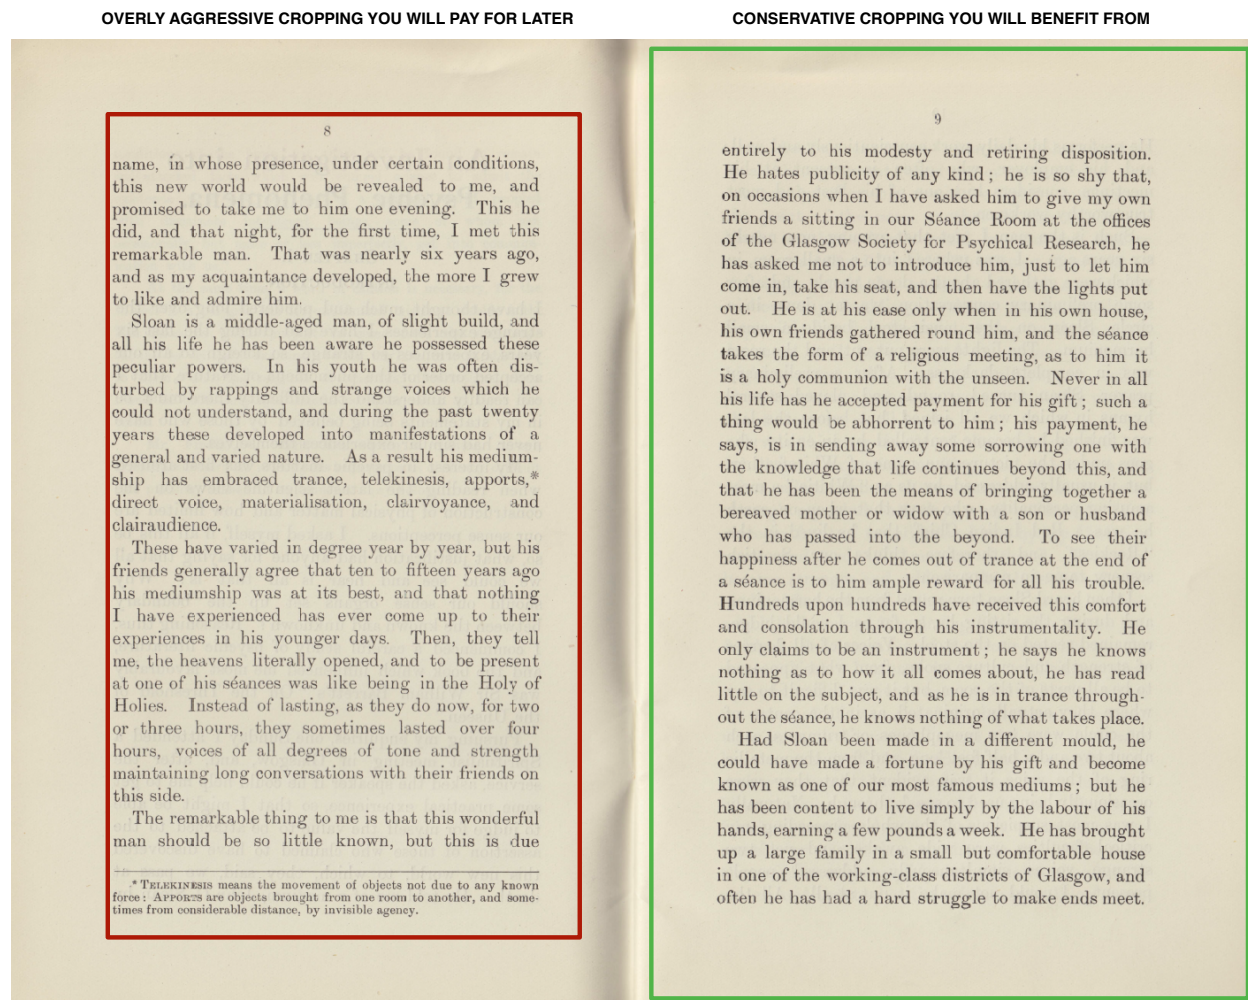 OVERLY AGGRESSIVE CROPPING YOU WILL PAY FOR LATER
CONSERVATIVE CROPPING YOU WILL BENEFIT FROM
8
name, in whose presence, under certain conditions,
this new world would be revealed to me, and
promised to take me to him one evening. This he
did, and that night, for the first time, I met this
remarkable man. That was nearly six years ago,
and as my acquaintance developed, the more I grew
to like and admire him.
Sloan is a middle-aged man, of slight build, and
all his life he has been aware he possessed these
peculiar powers. In his youth he was often dis-
turbed by rappings and strange voices which he
could not understand, and during the past twenty
years these developed into manifestations of a
general and varied nature. As a result his medium-
ship has embraced trance, telekinesis, apports,*
direct voice, materialisation, clairvoyance, and
clairaudience.
These have varied in degree year by year, but his
friends generally agree that ten to fifteen years ago
his mediumship was at its best, and that nothing
I have experienced has ever come up to their
experiences in his younger days. Then, they tell
me, the heavens literally opened, and to be present
at one of his séances was like being in the Holy of
Holies. Instead of lasting, as they do now, for two
or three hours, they sometimes lasted over four
hours, voices of all degrees of tone and strength
maintaining long conversations with their friends on
this side.
The remarkable thing to me is that this wonderful
man should be so little known, but this is due
* TELEKINESIS means the movement of objects not due to any known
force : APPORTS are objects brought from one room to another, and some-
times from considerable distance, by invisible agency.
9
entirely to his modesty and retiring disposition.
He hates publicity of any kind ; he is so shy that,
on occasions when I have asked him to give my own
friends a sitting in our Séance Room at the offices
of the Glasgow Society for Psychical Research, he
has asked me not to introduce him, just to let him
come in, take his seat, and then have the lights put
out. He is at his ease only when in his own house,
his own friends gathered round him, and the séance
takes the form of a religious meeting, as to him it
is a holy communion with the unseen. Never in all
his life has he accepted payment for his gift ; such a
thing would be abhorrent to him ; his payment, he
says, is in sending away some sorrowing one with
the knowledge that life continues beyond this, and
that he has been the means of bringing together a
bereaved mother or widow with a son or husband
who has passed into the beyond. To see their
happiness after he comes out of trance at the end of
a séance is to him ample reward for all his trouble.
Hundreds upon hundreds have received this comfort
and consolation through his instrumentality. He
only claims to be an instrument ; he says he knows
nothing as to how it all comes about, he has read
little on the subject, and as he is in trance through-
out the séance, he knows nothing of what takes place.
Had Sloan been made in a different mould, he
could have made a fortune by his gift and become
known as one of our most famous mediums ; but he
has been content to live simply by the labour of his
hands, earning a few pounds a week. He has brought
up a large family in a small but comfortable house
in one of the working-class districts of Glasgow, and
often he has had a hard struggle to make ends meet.